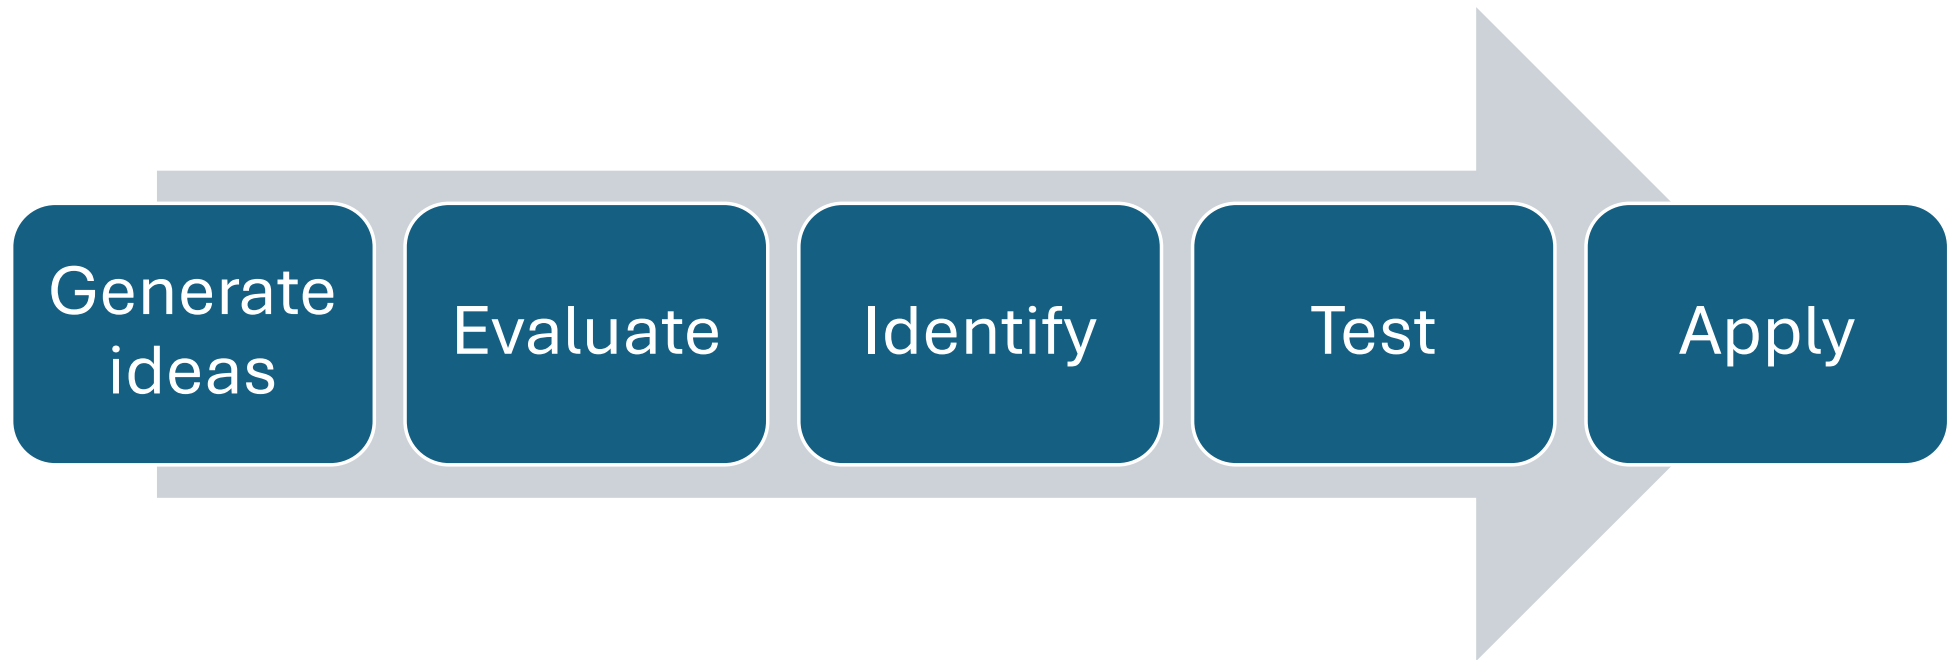 Generate
ideas
Evaluate
Identify
Test
Apply